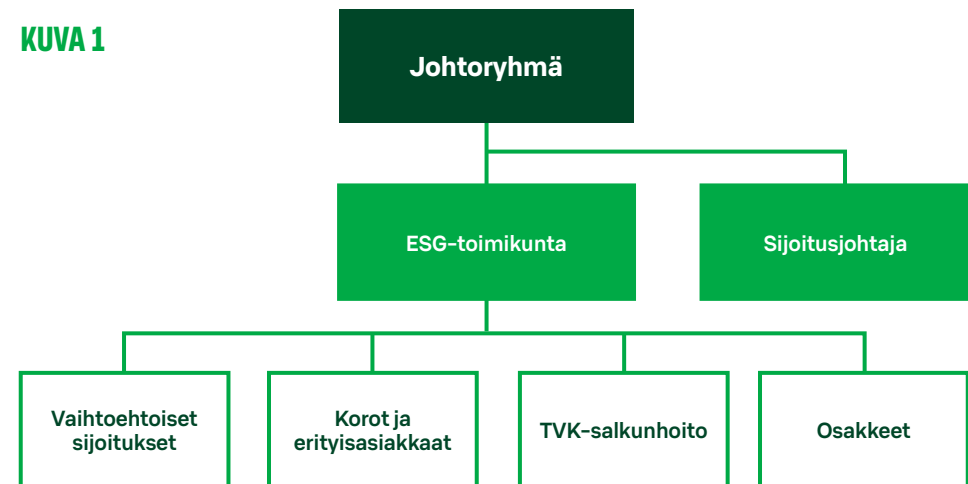 KUVA 1
Johtoryhmä
ESG-toimikunta
Sijoitusjohtaja
Vaihtoehtoiset
sijoitukset
Korot ja
erityisasiakkaat
TVK-salkunhoito
Osakkeet